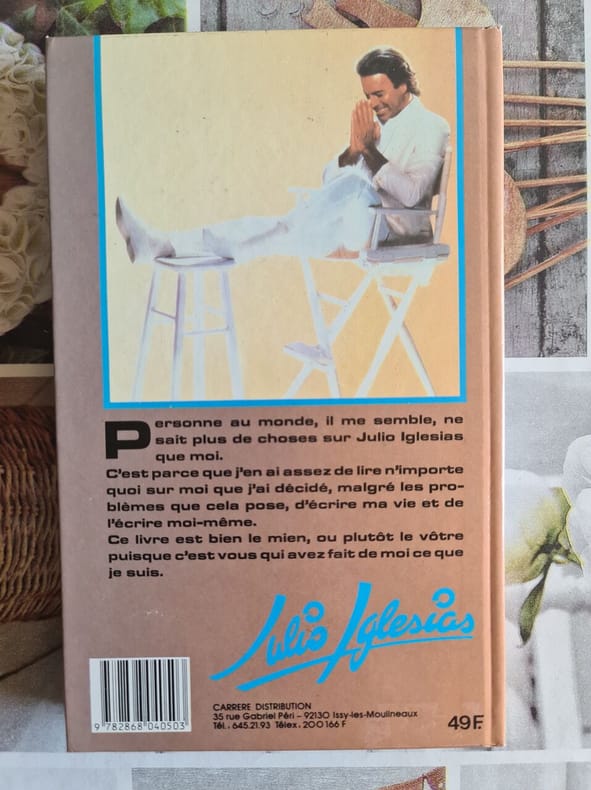 Personne au monde, il me semble, ne
sait plus de choses sur Julio Iglesias
que moi.
C'est parce que j'en ai assez de lire n'importe
quoi sur moi que j'ai décidé, malgré les pro-
blèmes que cela pose, d'écrire ma vie et de
l'écrire moi-même.
Ce livre est bien le mien, ou plutôt le vôtre
puisque c'est vous qui avez fait de moi ce que
je suis.
Julio Iglesias
9 782868 040503
CARRERE DISTRIBUTION
35 rue Gabriel Péri - 92130 Issy-les-Moulineaux
Tél. 645.21.93 Télex. 200166 F
49F